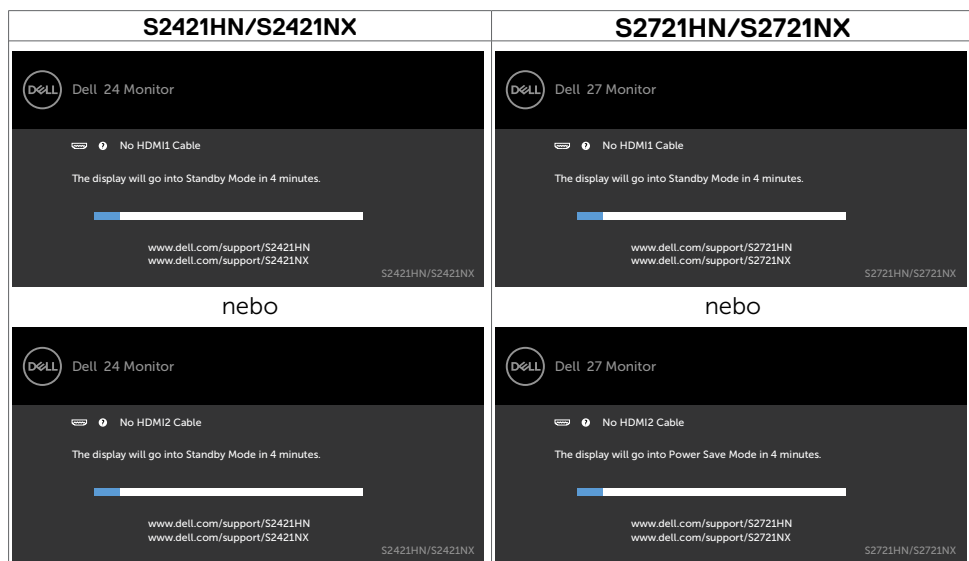 S2421HN/S2421NX
S2721HN/S2721NX
DELL Dell 24 Monitor
No HDMI1 Cable
The display will go into Standby Mode in 4 minutes.
www.dell.com/support/S2421HN
www.dell.com/support/S2421NX
S2421HN/S2421NX
DELL Dell 27 Monitor
No HDMI1 Cable
The display will go into Standby Mode in 4 minutes.
www.dell.com/support/S2721HN
www.dell.com/support/S2721NX
S2721HN/S2721NX
nebo
nebo
DELL Dell 24 Monitor
No HDMI2 Cable
The display will go into Standby Mode in 4 minutes.
www.dell.com/support/S2421HN
www.dell.com/support/S2421NX
S2421HN/S2421NX
DELL Dell 27 Monitor
No HDMI2 Cable
The display will go into Power Save Mode in 4 minutes.
www.dell.com/support/S2721HN
www.dell.com/support/S2721NX
S2721HN/S2721NX